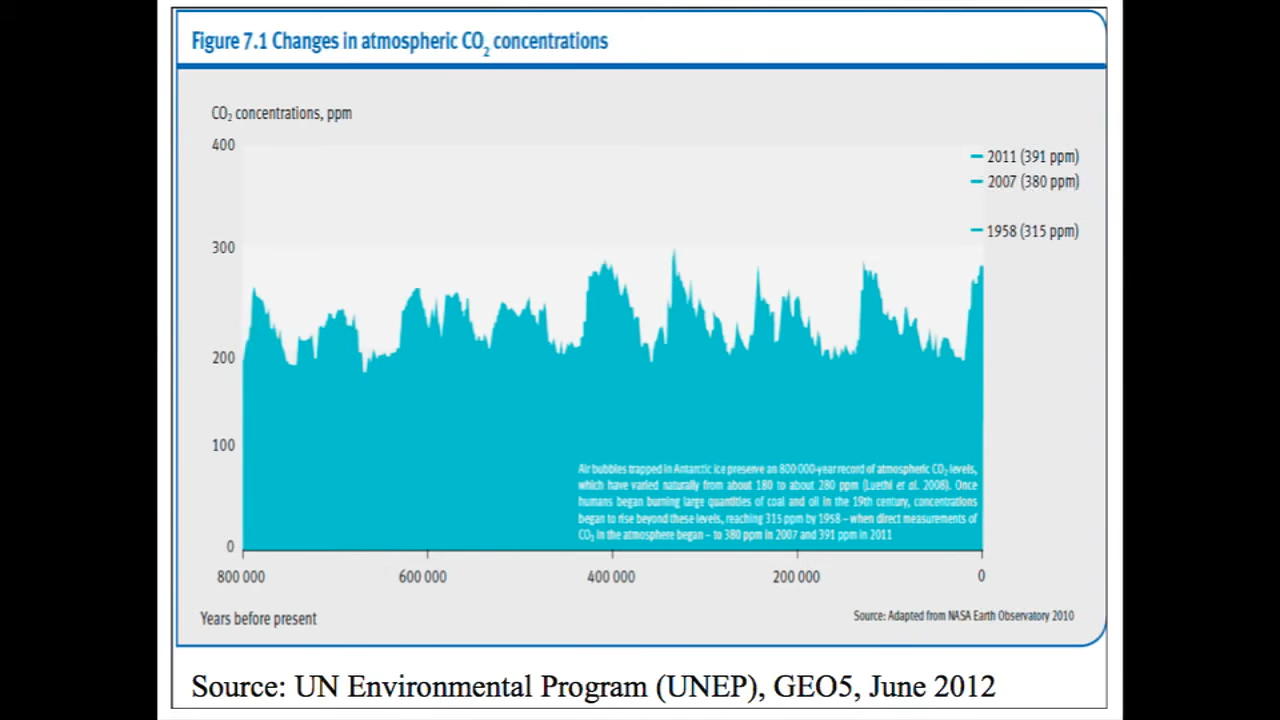 Figure 7.1 Changes in atmospheric CO₂ concentrations
CO₂ concentrations, ppm
400
2011 (391 ppm)
2007 (380 ppm)
1958 (315 ppm)
300
200
100
Air bubbles trapped in Antarctic ice preserve an 800 000-year record of atmospheric CO₂ levels,
which have varied naturally from about 180 to about 280 ppm (Luethi et al. 2008). Once
humans began burning large quantities of coal and oil in the 19th century, concentrations
began to rise beyond these levels, reaching 315 ppm by 1958 – when direct measurements of
CO₂ in the atmosphere began – to 380 ppm in 2007 and 391 ppm in 2011
0
800 000 600 000 400 000 200 000 0
Years before present
Source: Adapted from NASA Earth Observatory 2010
Source: UN Environmental Program (UNEP), GEO5, June 2012